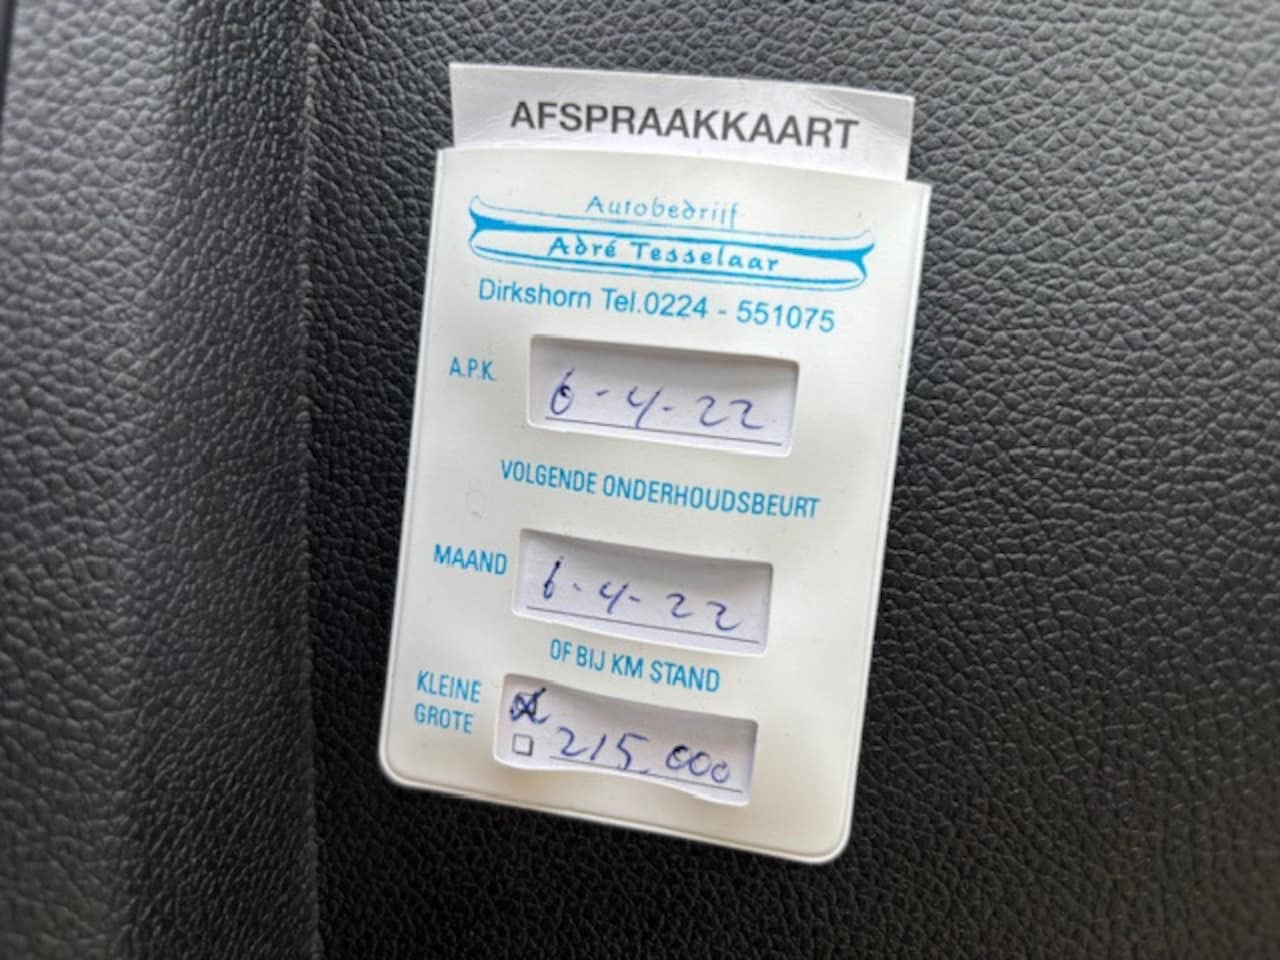 AFSPRAAKKAART
Autobedrijf
Adré Tesselaar
Dirkshorn Tel.0224 - 551075
A.P.K. 6-4-22
VOLGENDE ONDERHOUDSBEURT
MAAND 6-4-22
OF BIJ KM STAND
KLEINE
GROTE 215.000